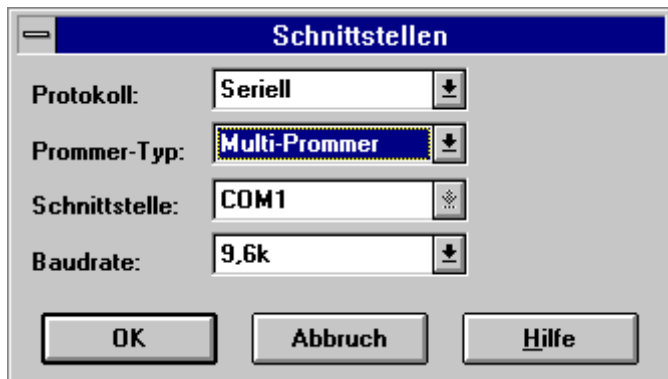 Schnittstellen
Protokoll: Seriell
Prommer-Typ: Multi-Prommer
Schnittstelle: COM1
Baudrate: 9,6k
OK Abbruch Hilfe